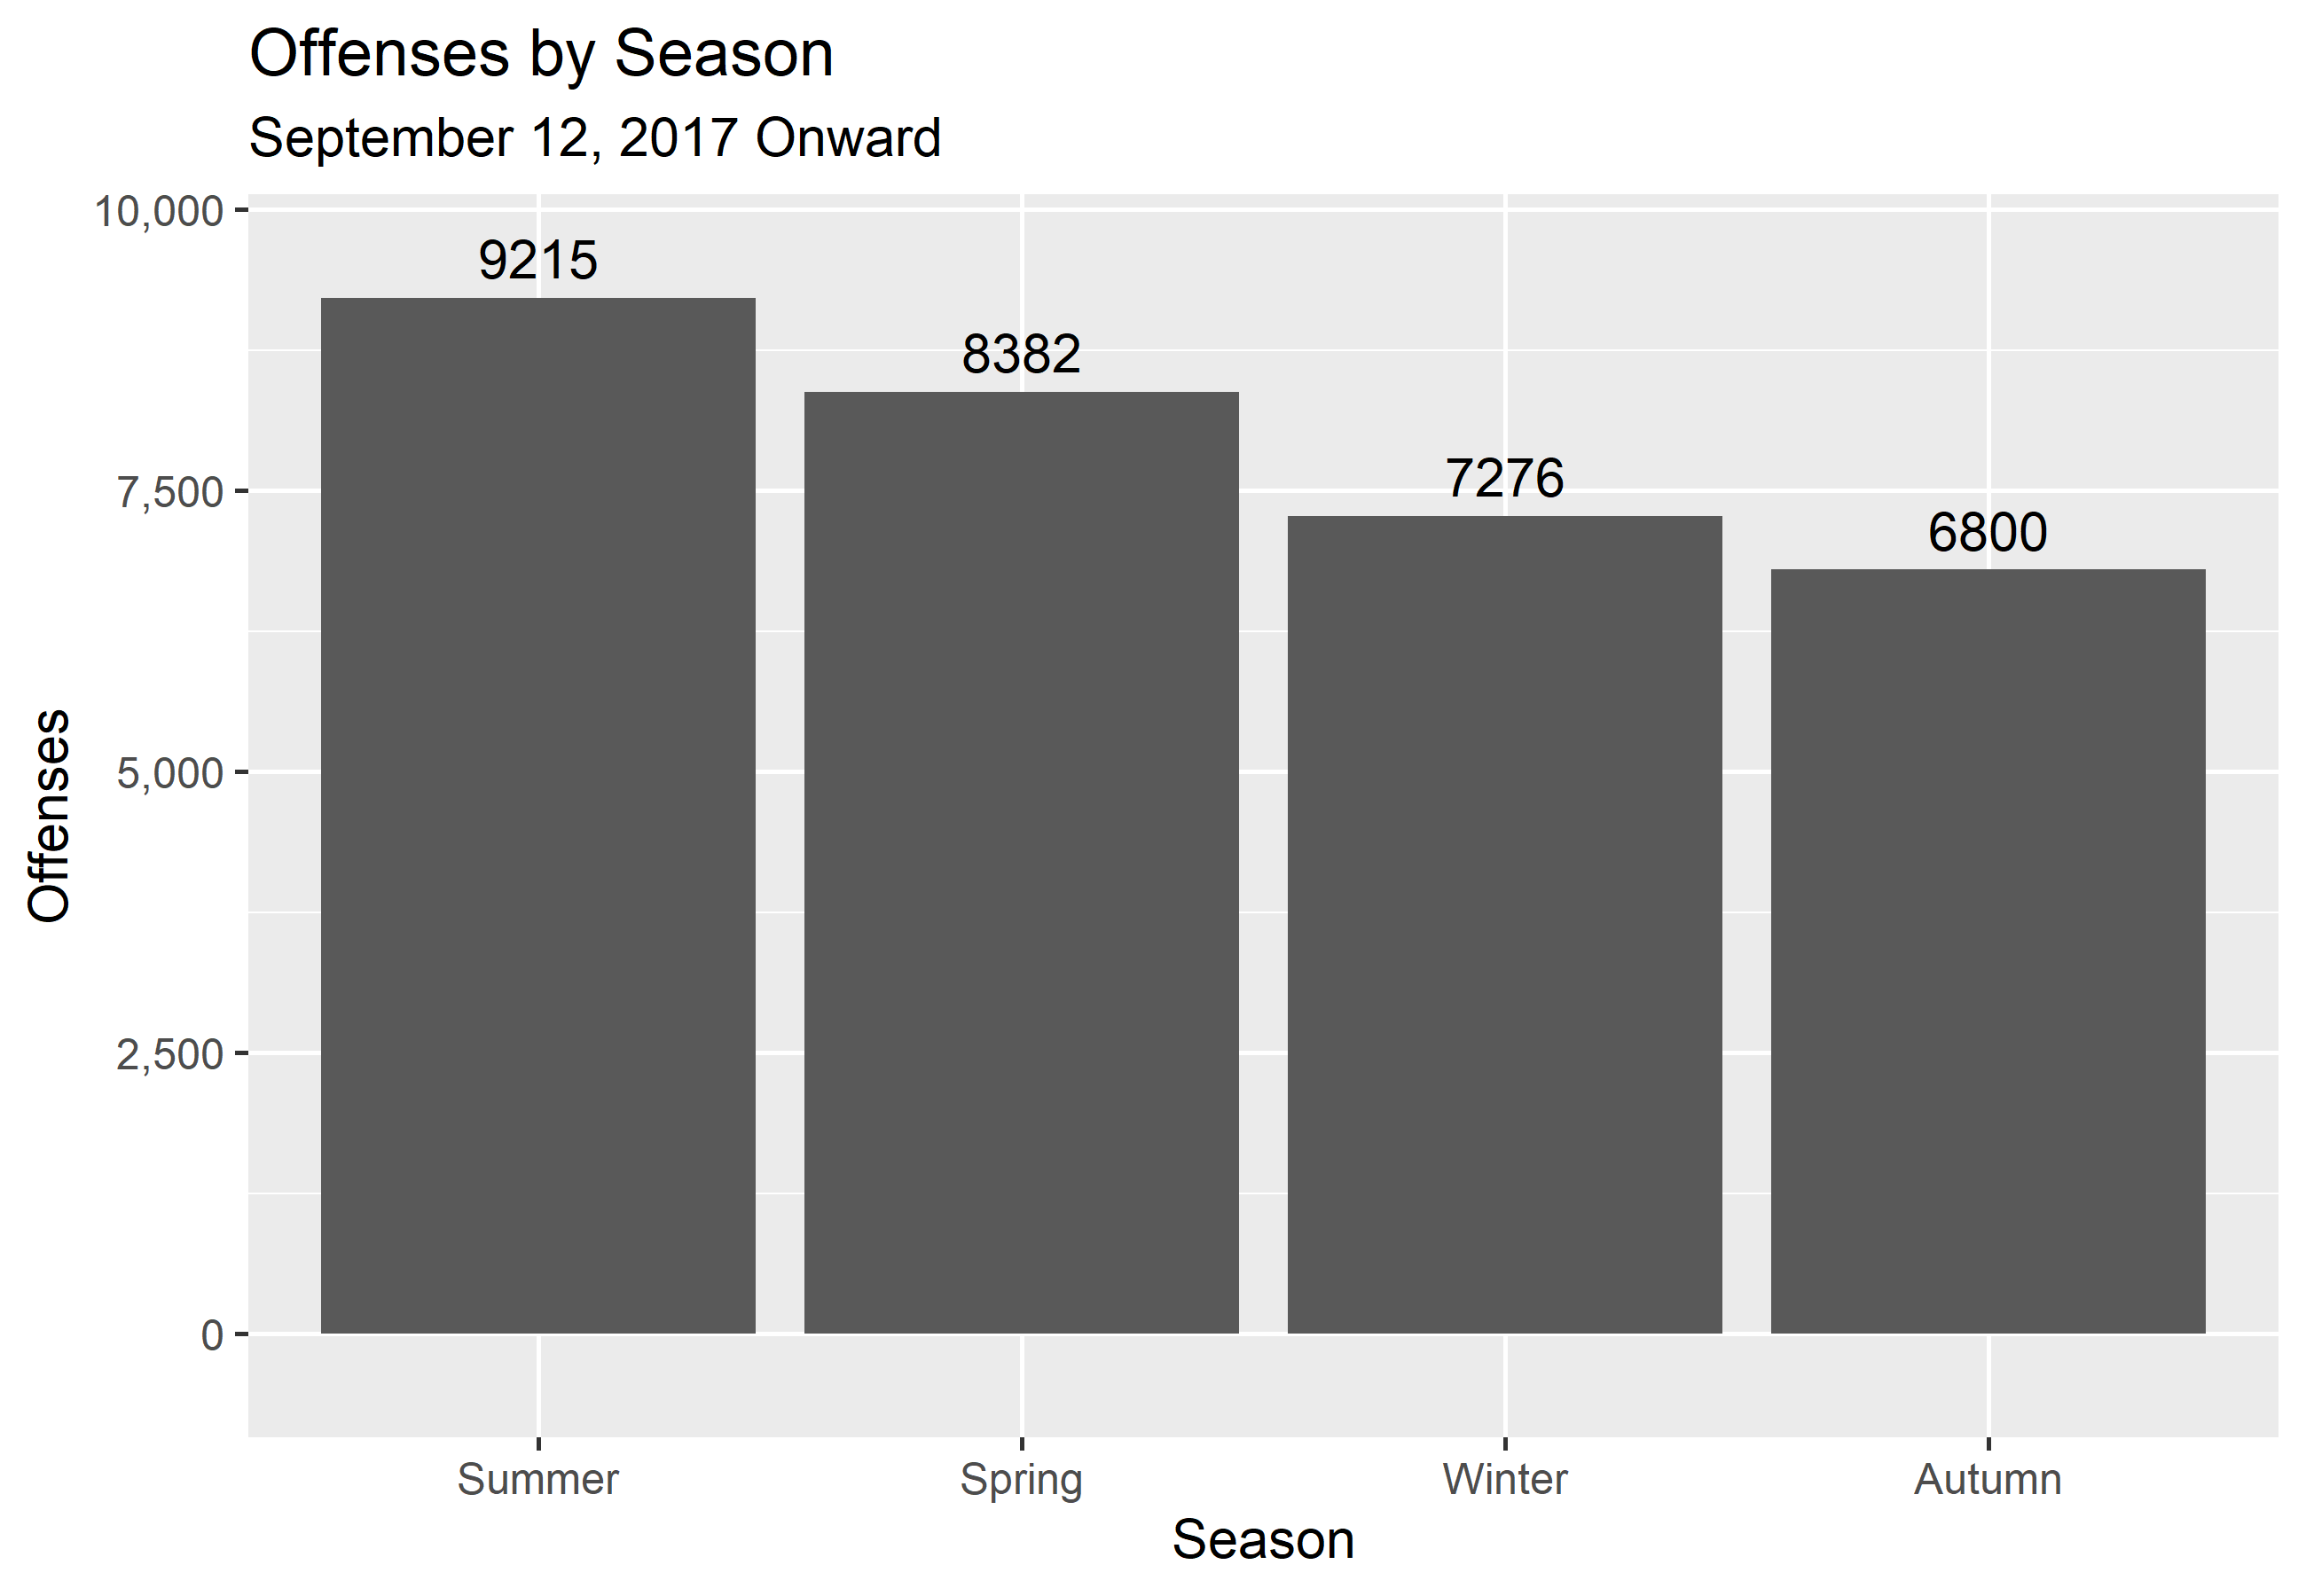 Offenses by Season
September 12, 2017 Onward
10,000
7,500
5,000
2,500
0
Offenses
9215
8382
7276
6800
Summer Spring Winter Autumn
Season